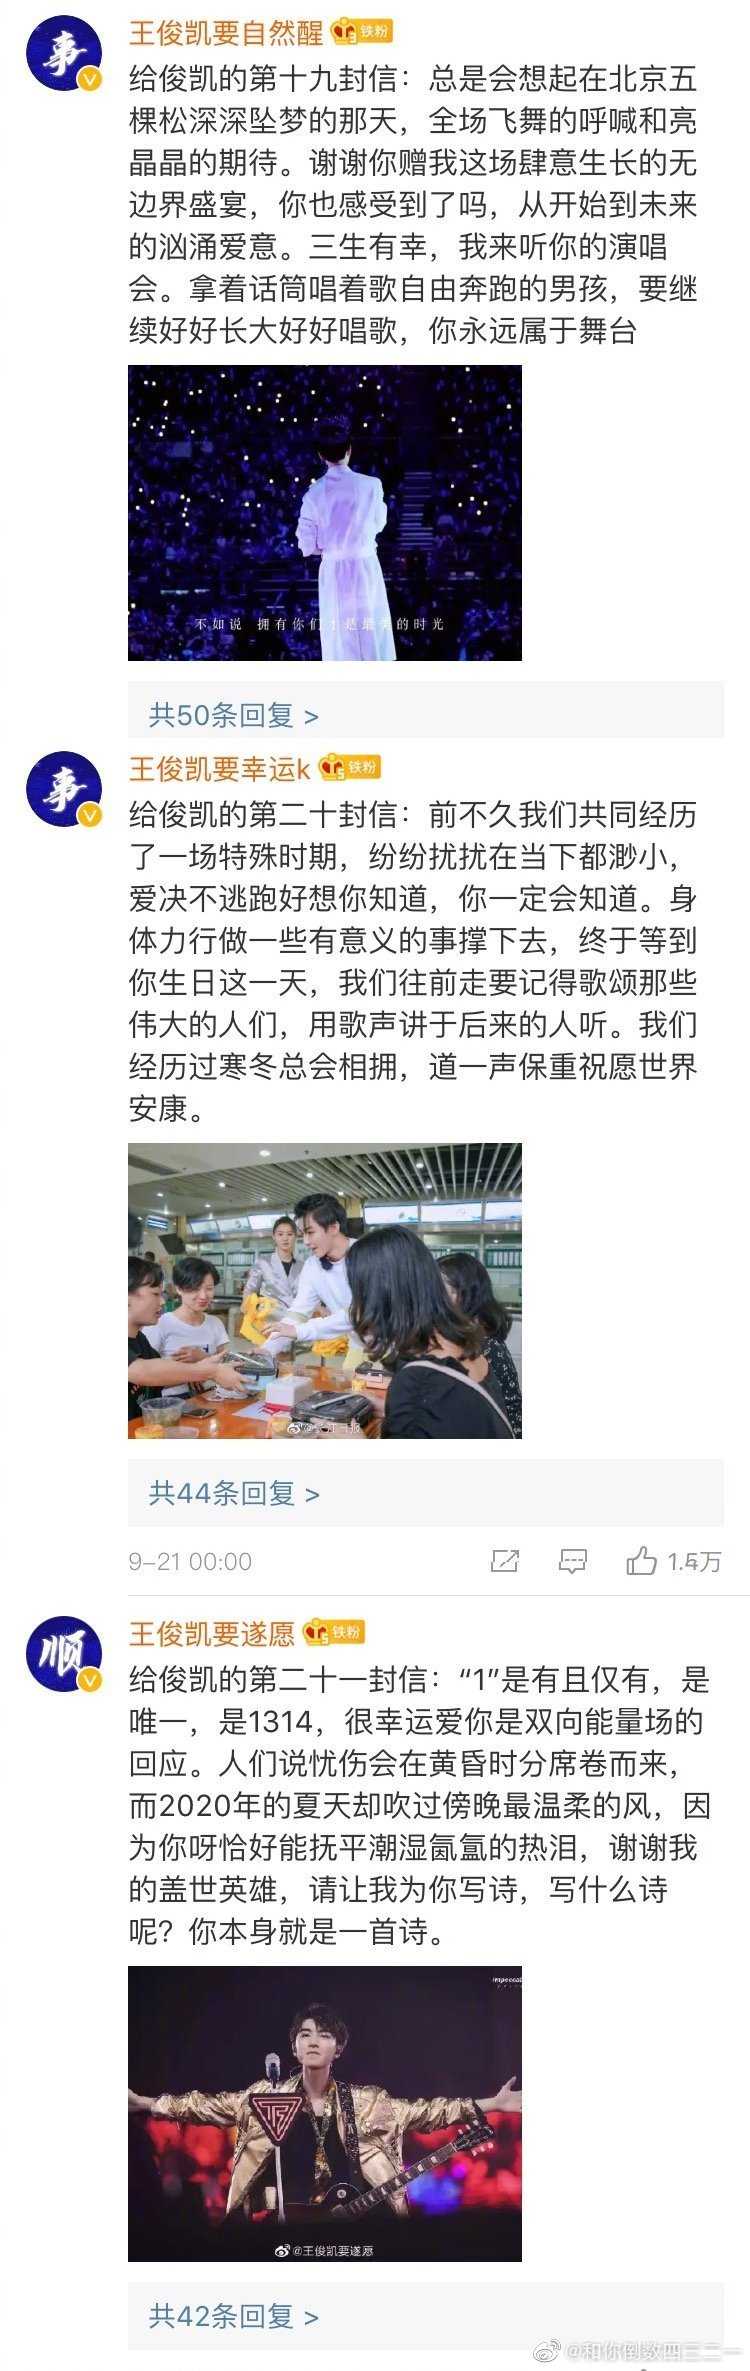 事
王俊凯要自然醒 3 铁粉
给俊凯的第十九封信：总是会想起在北京五
棵松深深坠梦的那天，全场飞舞的呼喊和亮
晶晶的期待。谢谢你赠我这场肆意生长的无
边界盛宴，你也感受到了吗，从开始到未来
的汹涌爱意。三生有幸，我来听你的演唱
会。拿着话筒唱着歌自由奔跑的男孩，要继
续好好长大好好唱歌，你永远属于舞台
不如说 拥有你们才是最美的时光
共50条回复 >
事
王俊凯要幸运k 5 铁粉
给俊凯的第二十封信：前不久我们共同经历
了一场特殊时期，纷纷扰扰在当下都渺小，
爱决不逃跑好想你知道，你一定会知道。身
体力行做一些有意义的事撑下去，终于等到
你生日这一天，我们往前走要记得歌颂那些
伟大的人们，用歌声讲于后来的人听。我们
经历过寒冬总会相拥，道一声保重祝愿世界
安康。
@长江日报
共44条回复 >
9-21 00:00 1.5万
顺
王俊凯要遂愿 5 铁粉
给俊凯的第二十一封信：“1”是有且仅有，是
唯一，是1314，很幸运爱你是双向能量场的
回应。人们说忧伤会在黄昏时分席卷而来，
而2020年的夏天却吹过傍晚最温柔的风，因
为你呀恰好能抚平潮湿氤氲的热泪，谢谢我
的盖世英雄，请让我为你写诗，写什么诗
呢？你本身就是一首诗。
@王俊凯要遂愿
共42条回复 >
@和你倒数四三二一